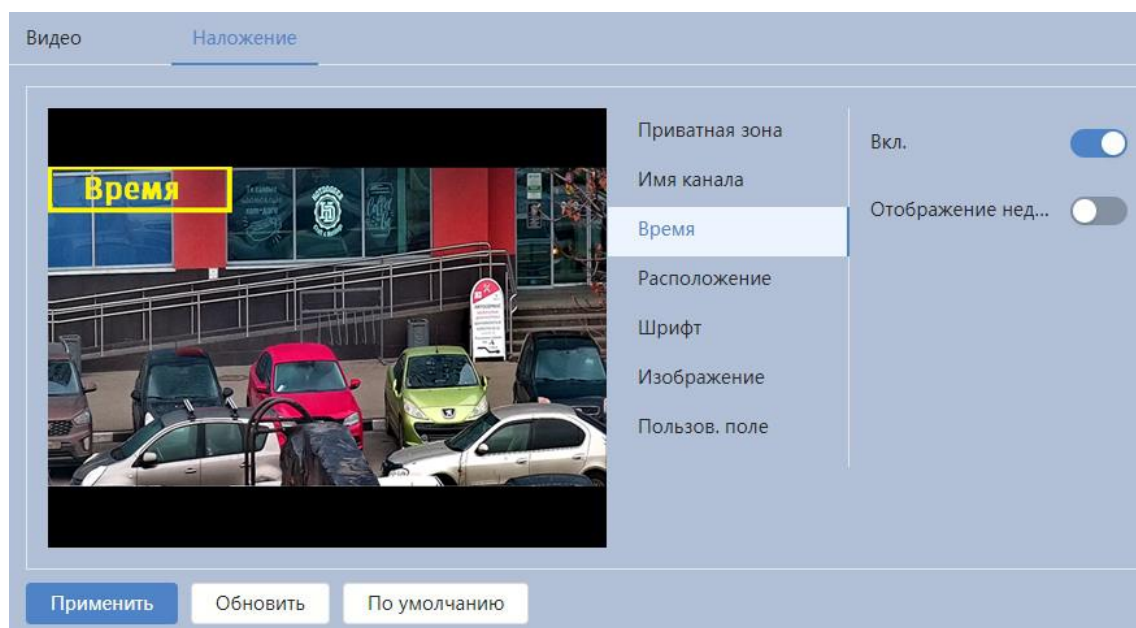 Видео
Наложение
Время
Приватная зона
Имя канала
Время
Расположение
Шрифт
Изображение
Пользов. поле
Вкл.
Отображение нед...
Применить
Обновить
По умолчанию